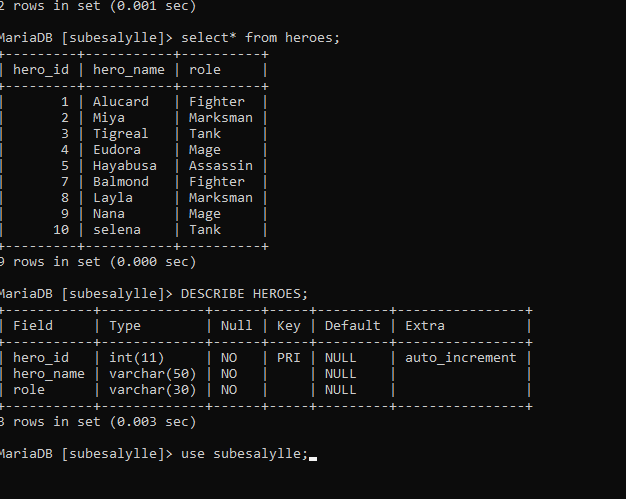 2 rows in set (0.001 sec)
MariaDB [subesalylle]> select* from heroes;
+---------+-----------+----------+
| hero_id | hero_name | role     |
+---------+-----------+----------+
|       1 | Alucard   | Fighter  |
|       2 | Miya      | Marksman |
|       3 | Tigreal   | Tank     |
|       4 | Eudora    | Mage     |
|       5 | Hayabusa  | Assassin |
|       7 | Balmond   | Fighter  |
|       8 | Layla     | Marksman |
|       9 | Nana      | Mage     |
|      10 | selena    | Tank     |
+---------+-----------+----------+
9 rows in set (0.000 sec)
MariaDB [subesalylle]> DESCRIBE HEROES;
+-----------+-------------+------+-----+---------+----------------+
| Field     | Type        | Null | Key | Default | Extra          |
+-----------+-------------+------+-----+---------+----------------+
| hero_id   | int(11)     | NO   | PRI | NULL    | auto_increment |
| hero_name | varchar(50) | NO   |     | NULL    |                |
| role      | varchar(30) | NO   |     | NULL    |                |
+-----------+-------------+------+-----+---------+----------------+
3 rows in set (0.003 sec)
MariaDB [subesalylle]> use subesalylle;